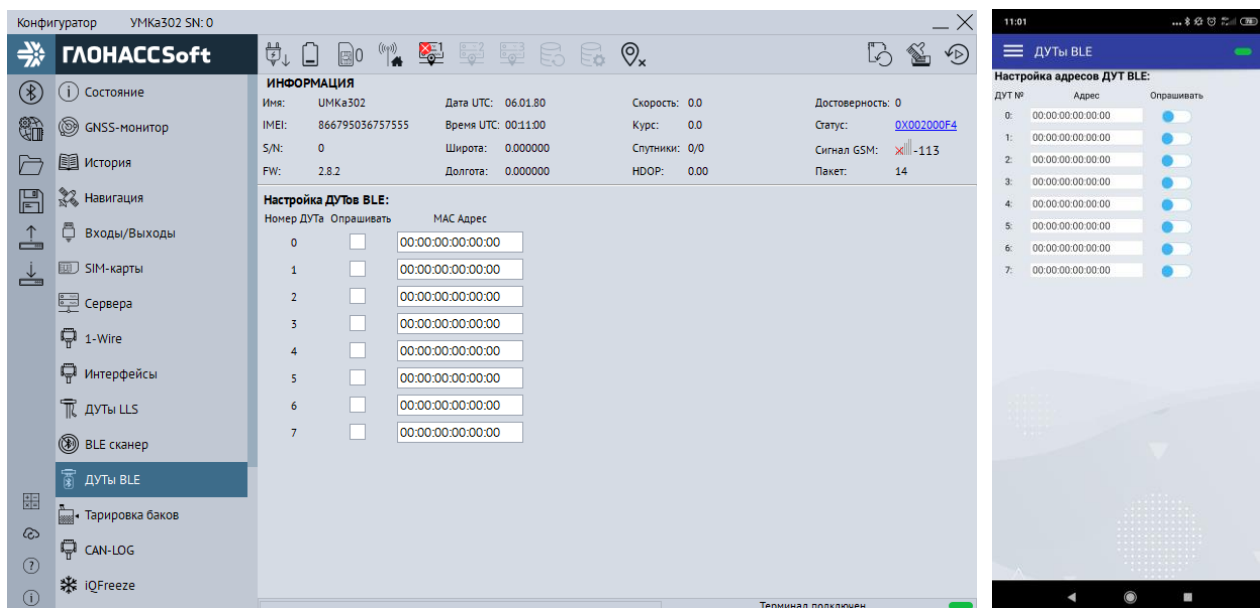 Конфигуратор УМКа302 SN: 0
ГЛОНАССSoft
0
Состояние
GNSS-монитор
История
Навигация
Входы/Выходы
SIM-карты
Сервера
1-Wire
Интерфейсы
ДУТы LLS
BLE сканер
ДУТы BLE
Тарировка баков
CAN-LOG
iQFreeze
ИНФОРМАЦИЯ
Имя: UMKa302 Дата UTC: 06.01.80 Скорость: 0.0 Достоверность: 0
IMEI: 866795036757555 Время UTC: 00:11:00 Курс: 0.0 Статус: 0X002000F4
S/N: 0 Широта: 0.000000 Спутники: 0/0 Сигнал GSM: -113
FW: 2.8.2 Долгота: 0.000000 HDOP: 0.00 Пакет: 14
Настройка ДУТов BLE:
Номер ДУТа Опрашивать МАС Адрес
0 00:00:00:00:00:00
1 00:00:00:00:00:00
2 00:00:00:00:00:00
3 00:00:00:00:00:00
4 00:00:00:00:00:00
5 00:00:00:00:00:00
6 00:00:00:00:00:00
7 00:00:00:00:00:00
Терминал подключен
11:01
ДУТы BLE
Настройка адресов ДУТ BLE:
ДУТ № Адрес Опрашивать
0: 00:00:00:00:00:00
1: 00:00:00:00:00:00
2: 00:00:00:00:00:00
3: 00:00:00:00:00:00
4: 00:00:00:00:00:00
5: 00:00:00:00:00:00
6: 00:00:00:00:00:00
7: 00:00:00:00:00:00